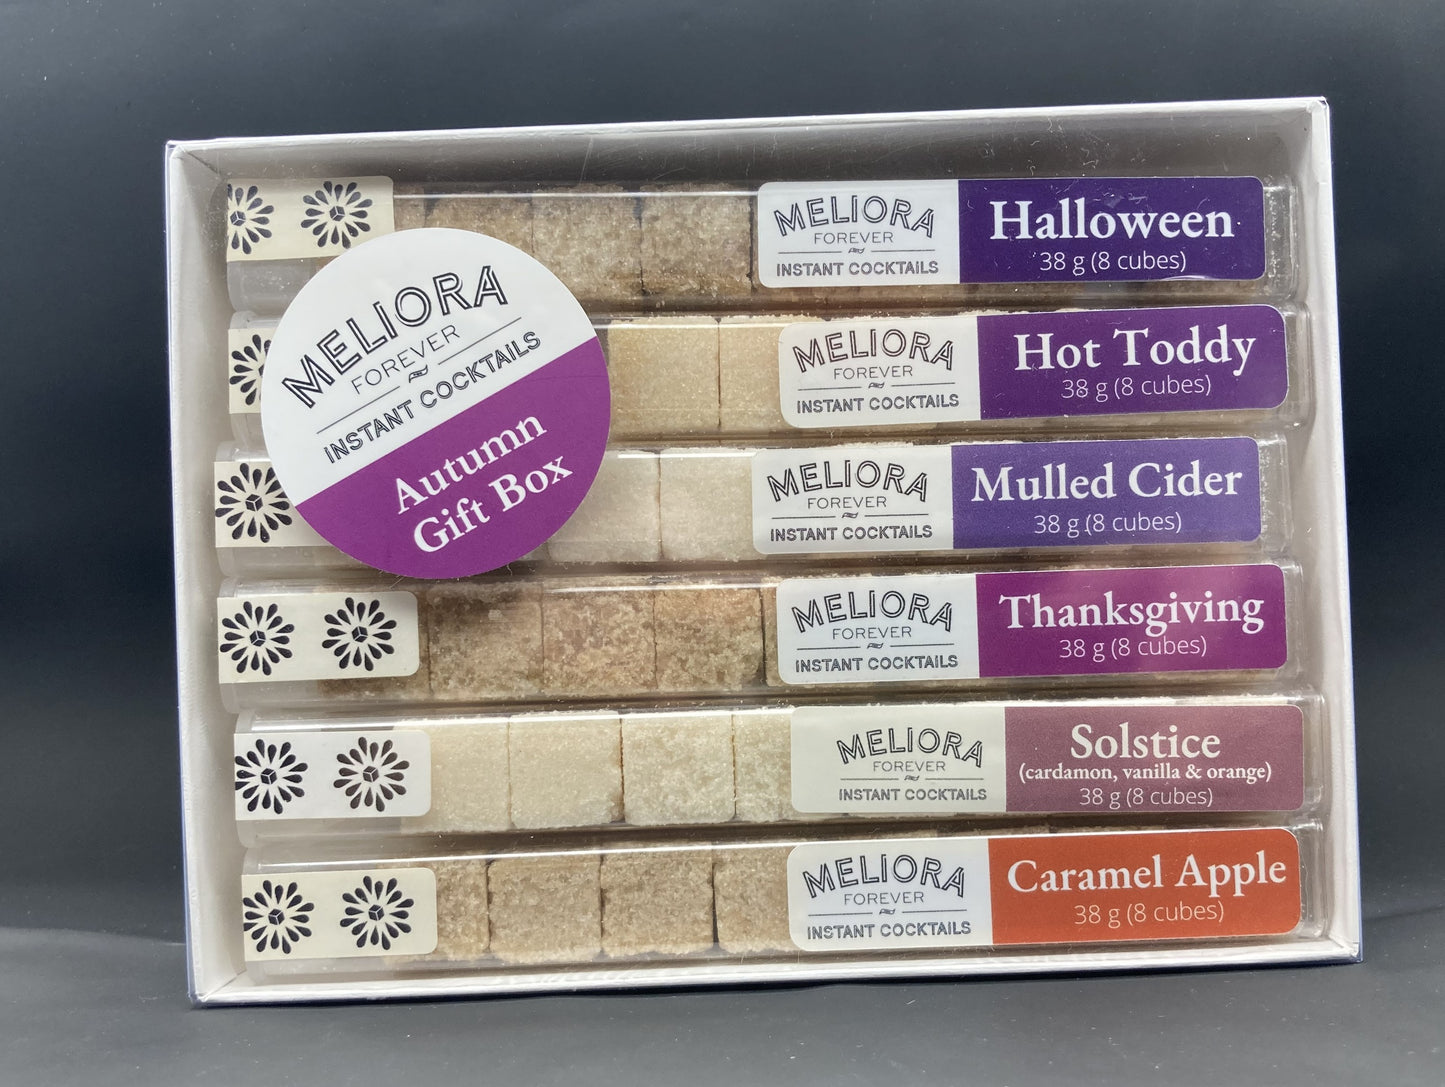 MELIORA
FOREVER
INSTANT COCKTAILS
Autumn
Gift Box
MELIORA
FOREVER
INSTANT COCKTAILS
Halloween
38 g (8 cubes)
MELIORA
FOREVER
INSTANT COCKTAILS
Hot Toddy
38 g (8 cubes)
MELIORA
FOREVER
INSTANT COCKTAILS
Mulled Cider
38 g (8 cubes)
MELIORA
FOREVER
INSTANT COCKTAILS
Thanksgiving
38 g (8 cubes)
MELIORA
FOREVER
INSTANT COCKTAILS
Solstice
(cardamon, vanilla & orange)
38 g (8 cubes)
MELIORA
FOREVER
INSTANT COCKTAILS
Caramel Apple
38 g (8 cubes)